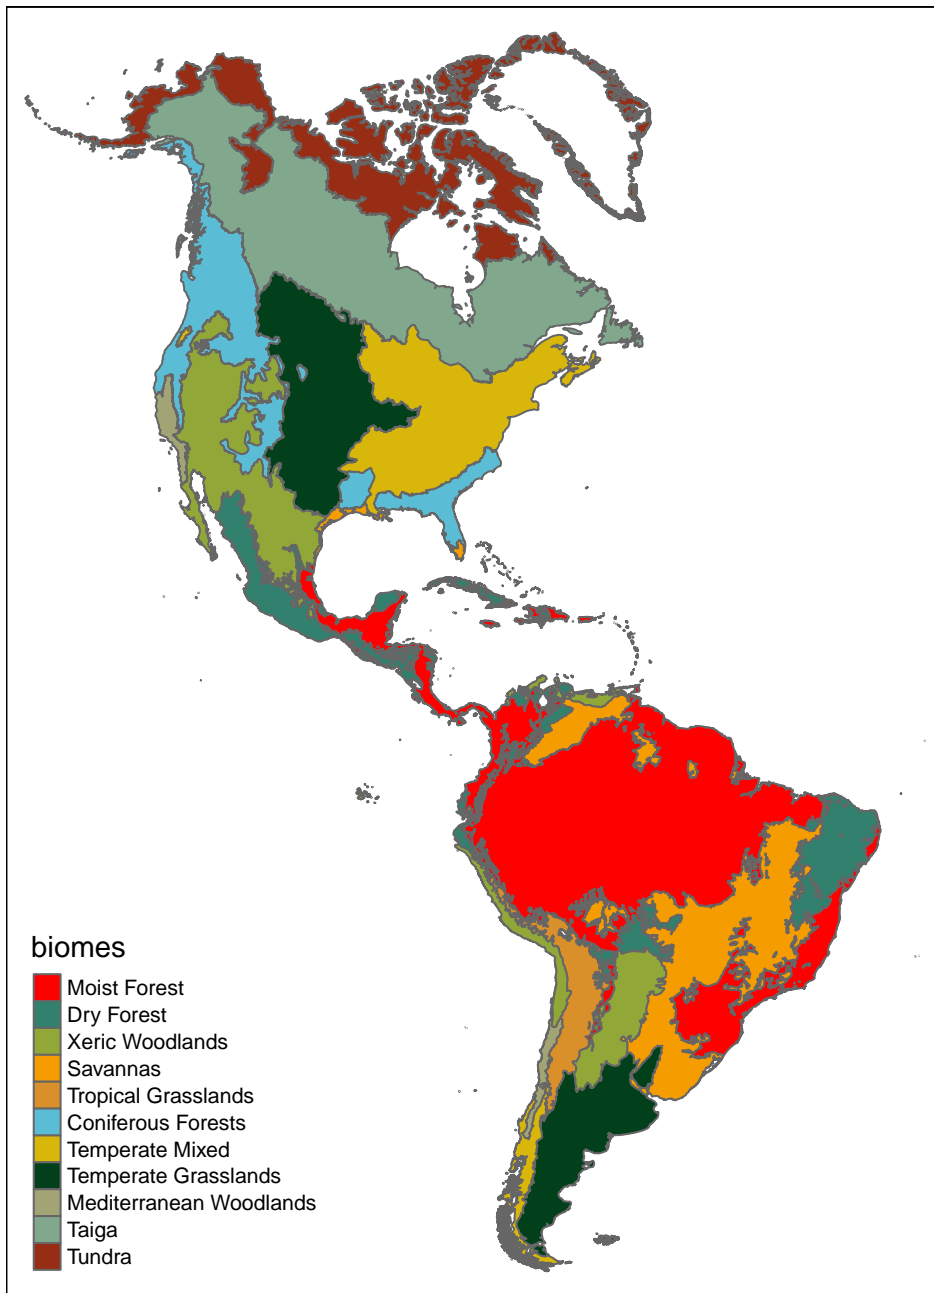 biomes
Moist Forest
Dry Forest
Xeric Woodlands
Savannas
Tropical Grasslands
Coniferous Forests
Temperate Mixed
Temperate Grasslands
Mediterranean Woodlands
Taiga
Tundra